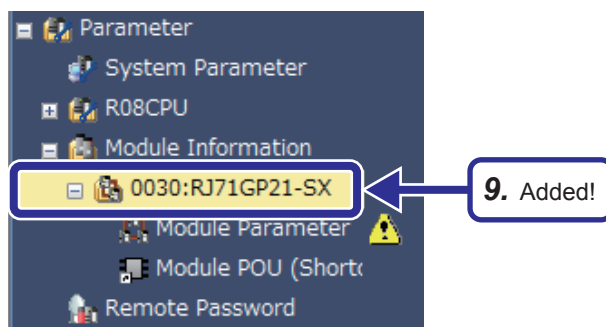 Parameter
System Parameter
R08CPU
Module Information
0030:RJ71GP21-SX
9. Added!
Module Parameter
Module POU (Shortc
Remote Password